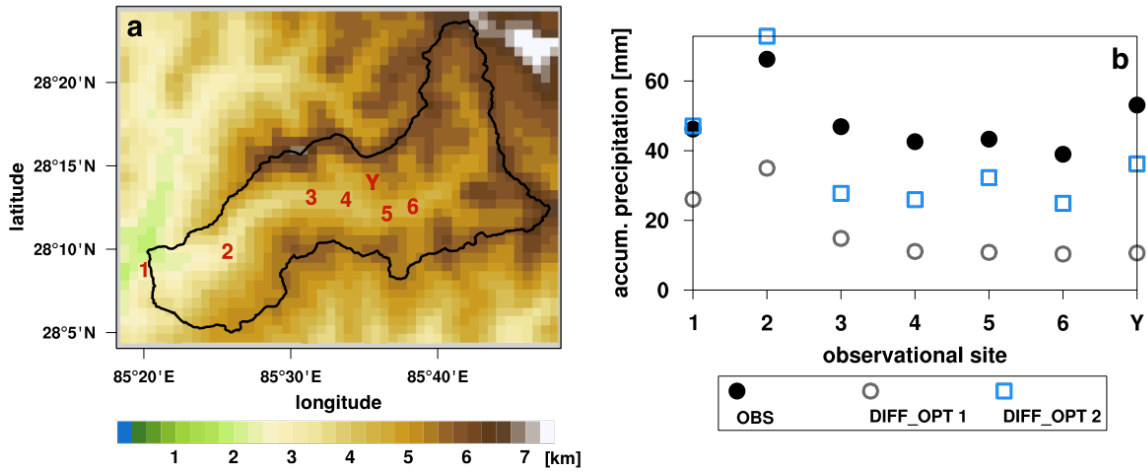 a
28°20'N
28°15'N
28°10'N
28°5'N
latitude
1
2
3
4
Y
5
6
85°20'E
85°30'E
85°40'E
longitude
1 2 3 4 5 6 7 [km]
b
accum. precipitation [mm]
60
40
20
0
1 2 3 4 5 6 Y
observational site
OBS DIFF_OPT 1 DIFF_OPT 2